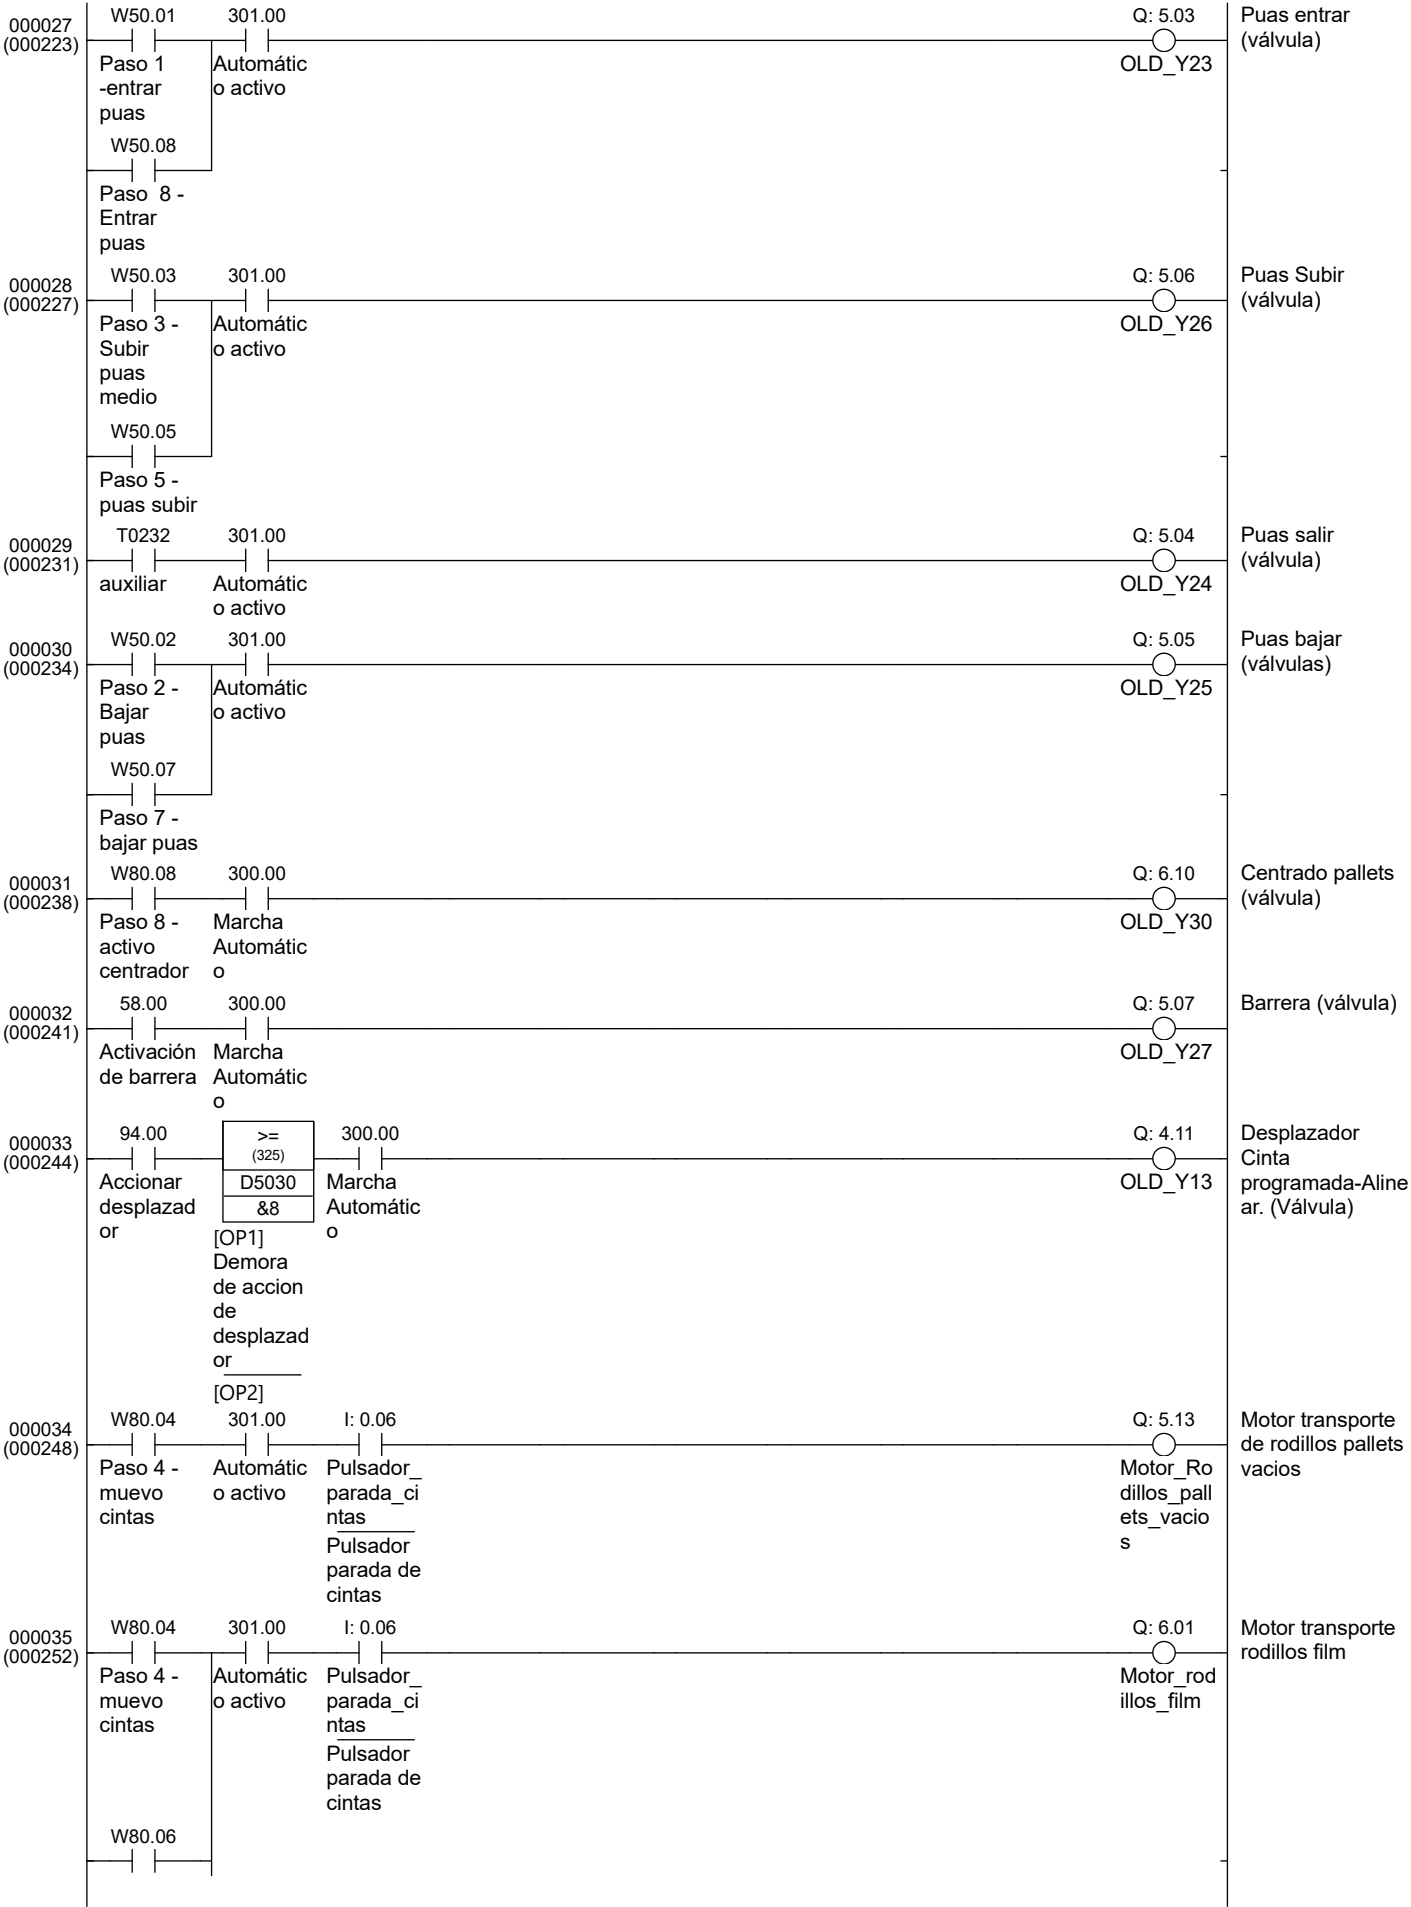 000027
(000223)
W50.01
301.00
Q: 5.03
Puas entrar
(válvula)
Paso 1
-entrar
puas
Automátic
o activo
OLD_Y23
W50.08
Paso  8 -
Entrar
puas
000028
(000227)
W50.03
301.00
Q: 5.06
Puas Subir
(válvula)
Paso 3 -
Subir
puas
medio
Automátic
o activo
OLD_Y26
W50.05
Paso 5 -
puas subir
000029
(000231)
T0232
301.00
Q: 5.04
Puas salir
(válvula)
auxiliar
Automátic
o activo
OLD_Y24
000030
(000234)
W50.02
301.00
Q: 5.05
Puas bajar
(válvulas)
Paso 2 -
Bajar
puas
Automátic
o activo
OLD_Y25
W50.07
Paso 7 -
bajar puas
000031
(000238)
W80.08
300.00
Q: 6.10
Centrado pallets
(válvula)
Paso 8 -
activo
centrador
Marcha
Automátic
o
OLD_Y30
000032
(000241)
58.00
300.00
Q: 5.07
Barrera (válvula)
Activación
de barrera
Marcha
Automátic
o
OLD_Y27
000033
(000244)
94.00
>=
(325)
D5030
&8
300.00
Q: 4.11
Desplazador
Cinta
programada-Aline
ar. (Válvula)
Accionar
desplazad
or
[OP1]
Demora
de accion
de
desplazad
or
[OP2]
Marcha
Automátic
o
OLD_Y13
000034
(000248)
W80.04
301.00
I: 0.06
Q: 5.13
Motor transporte
de rodillos pallets
vacios
Paso 4 -
muevo
cintas
Automátic
o activo
Pulsador_
parada_ci
ntas
Pulsador
parada de
cintas
Motor_Ro
dillos_pall
ets_vacio
s
000035
(000252)
W80.04
301.00
I: 0.06
Q: 6.01
Motor transporte
rodillos film
Paso 4 -
muevo
cintas
Automátic
o activo
Pulsador_
parada_ci
ntas
Pulsador
parada de
cintas
Motor_rod
illos_film
W80.06